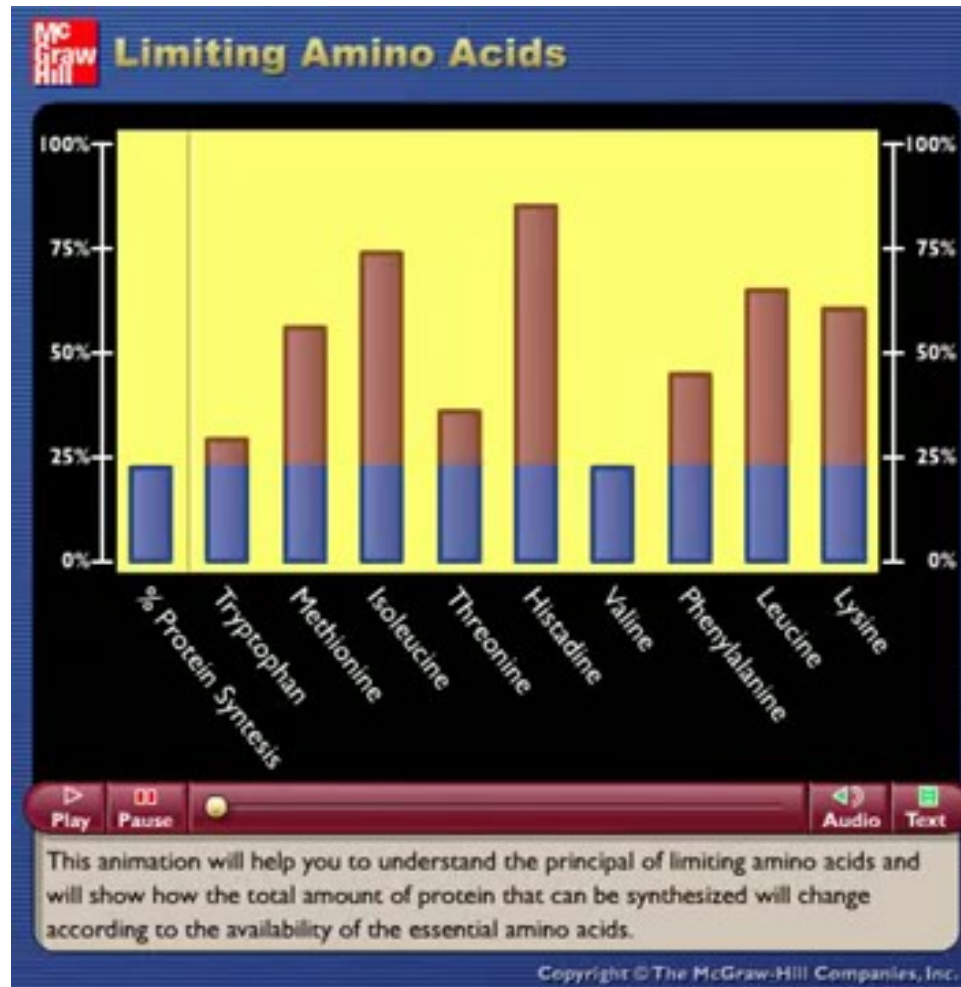 Mc
Graw
Hill
Limiting Amino Acids
100%
75%
50%
25%
0%
100%
75%
50%
25%
0%
% Protein Syntesis
Tryptophan
Methionine
Isoleucine
Threonine
Histadine
Valine
Phenylalanine
Leucine
Lysine
Play
Pause
Audio
Text
This animation will help you to understand the principal of limiting amino acids and
will show how the total amount of protein that can be synthesized will change
according to the availability of the essential amino acids.
Copyright © The McGraw-Hill Companies, Inc.